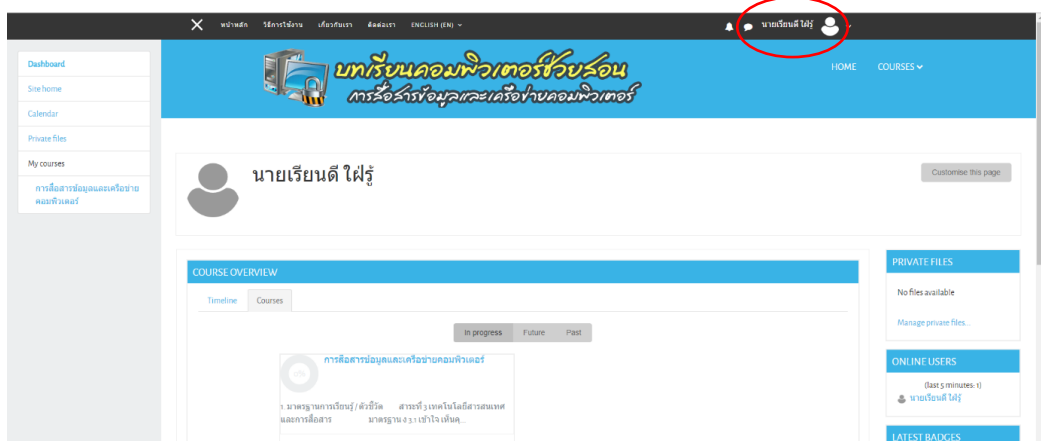 หน้าหลัก วิธีการใช้งาน เกี่ยวกับเรา ติดต่อเรา ENGLISH (EN)
นายเรียนดี ใฝ่รู้
Dashboard
Site home
Calendar
Private files
My courses
การสื่อสารข้อมูลและเครือข่าย
คอมพิวเตอร์
บทเรียนคอมพิวเตอร์ช่วยสอน
การสื่อสารข้อมูลและเครือข่ายคอมพิวเตอร์
HOME COURSES
นายเรียนดี ใฝ่รู้
Customise this page
COURSE OVERVIEW
Timeline Courses
In progress Future Past
การสื่อสารข้อมูลและเครือข่ายคอมพิวเตอร์
1. มาตรฐานการเรียนรู้ / ตัวชี้วัด สาระที่ 3 เทคโนโลยีสารสนเทศ
และการสื่อสาร มาตรฐาน ง 3.1 เข้าใจ เห็นคุ...
PRIVATE FILES
No files available
Manage private files...
ONLINE USERS
(last 5 minutes: 1)
นายเรียนดี ใฝ่รู้
LATEST BADGES